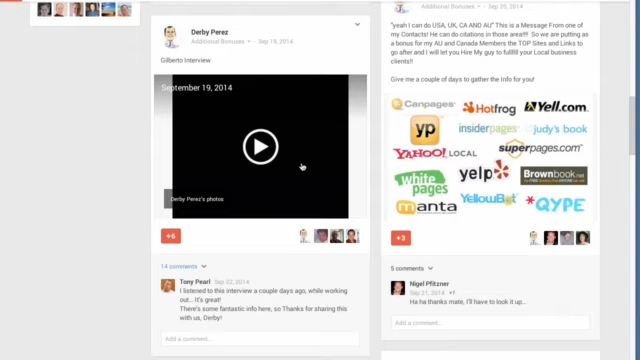 Derby Perez
Additional Bonuses - Sep 19, 2014
Gilberto Interview
September 19, 2014
Derby Perez's photos
+6
14 comments
Tony Pearl Sep 22, 2014
I listened to this interview a couple days ago, while working
out... It's great!
There's some fantastic info here, so Thanks for sharing this
with us, Derby!
Add a comment...
Additional Bonuses - Sep 20, 2014
"yeah I can do USA, UK, CA AND AU" This is a Message From one of
my Contacts! He can do citations in those area!!!! So we are putting as
a bonus for my AU and Canada Members the TOP Sites and Links to
go after and i will let you Hire My guy to fullfill your Local business
clients!!
Give me a couple of days to gather the Info for you!
Canpages Hotfrog Yell.com
yp insiderpages judy's book
YAHOO! LOCAL superpages.com
white pages yelp Brownbook.net
manta YellowBot QYPE
+3
5 comments
Nigel Pfitzner
Sep 21, 2014 +1
Ha ha thanks mate, I'll have to look it up...
Add a comment...